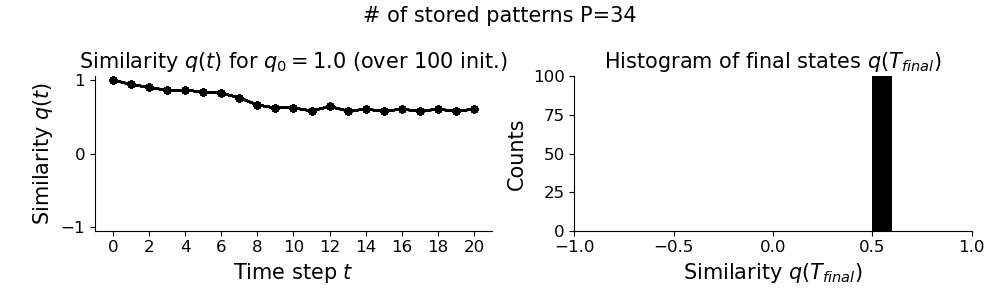 # of stored patterns P=34
Similarity q(t) for q₀ = 1.0 (over 100 init.)
Similarity q(t)
1
0
−1
0 2 4 6 8 10 12 14 16 18 20
Time step t
Histogram of final states q(T_final)
Counts
100
75
50
25
0
−1.0 −0.5 0.0 0.5 1.0
Similarity q(T_final)